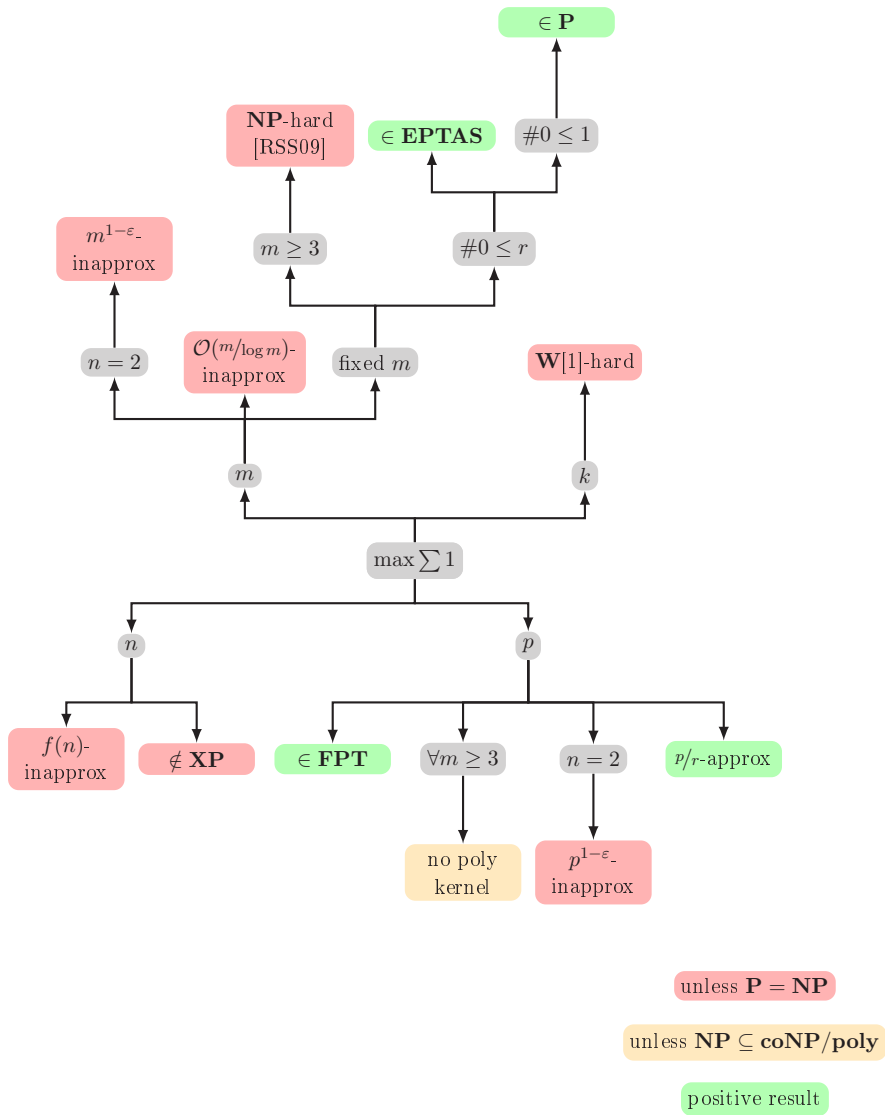 ∈ P
NP-hard
[RSS09]
∈ EPTAS
#0 ≤ 1
m^{1−ε}-
inapprox
m ≥ 3
#0 ≤ r
n = 2
𝒪(m/log m)-
inapprox
fixed m
W[1]-hard
m
k
max ∑ 1
n
p
f(n)-
inapprox
∉ XP
∈ FPT
∀m ≥ 3
n = 2
p/r-approx
no poly
kernel
p^{1−ε}-
inapprox
unless P = NP
unless NP ⊆ coNP/poly
positive result